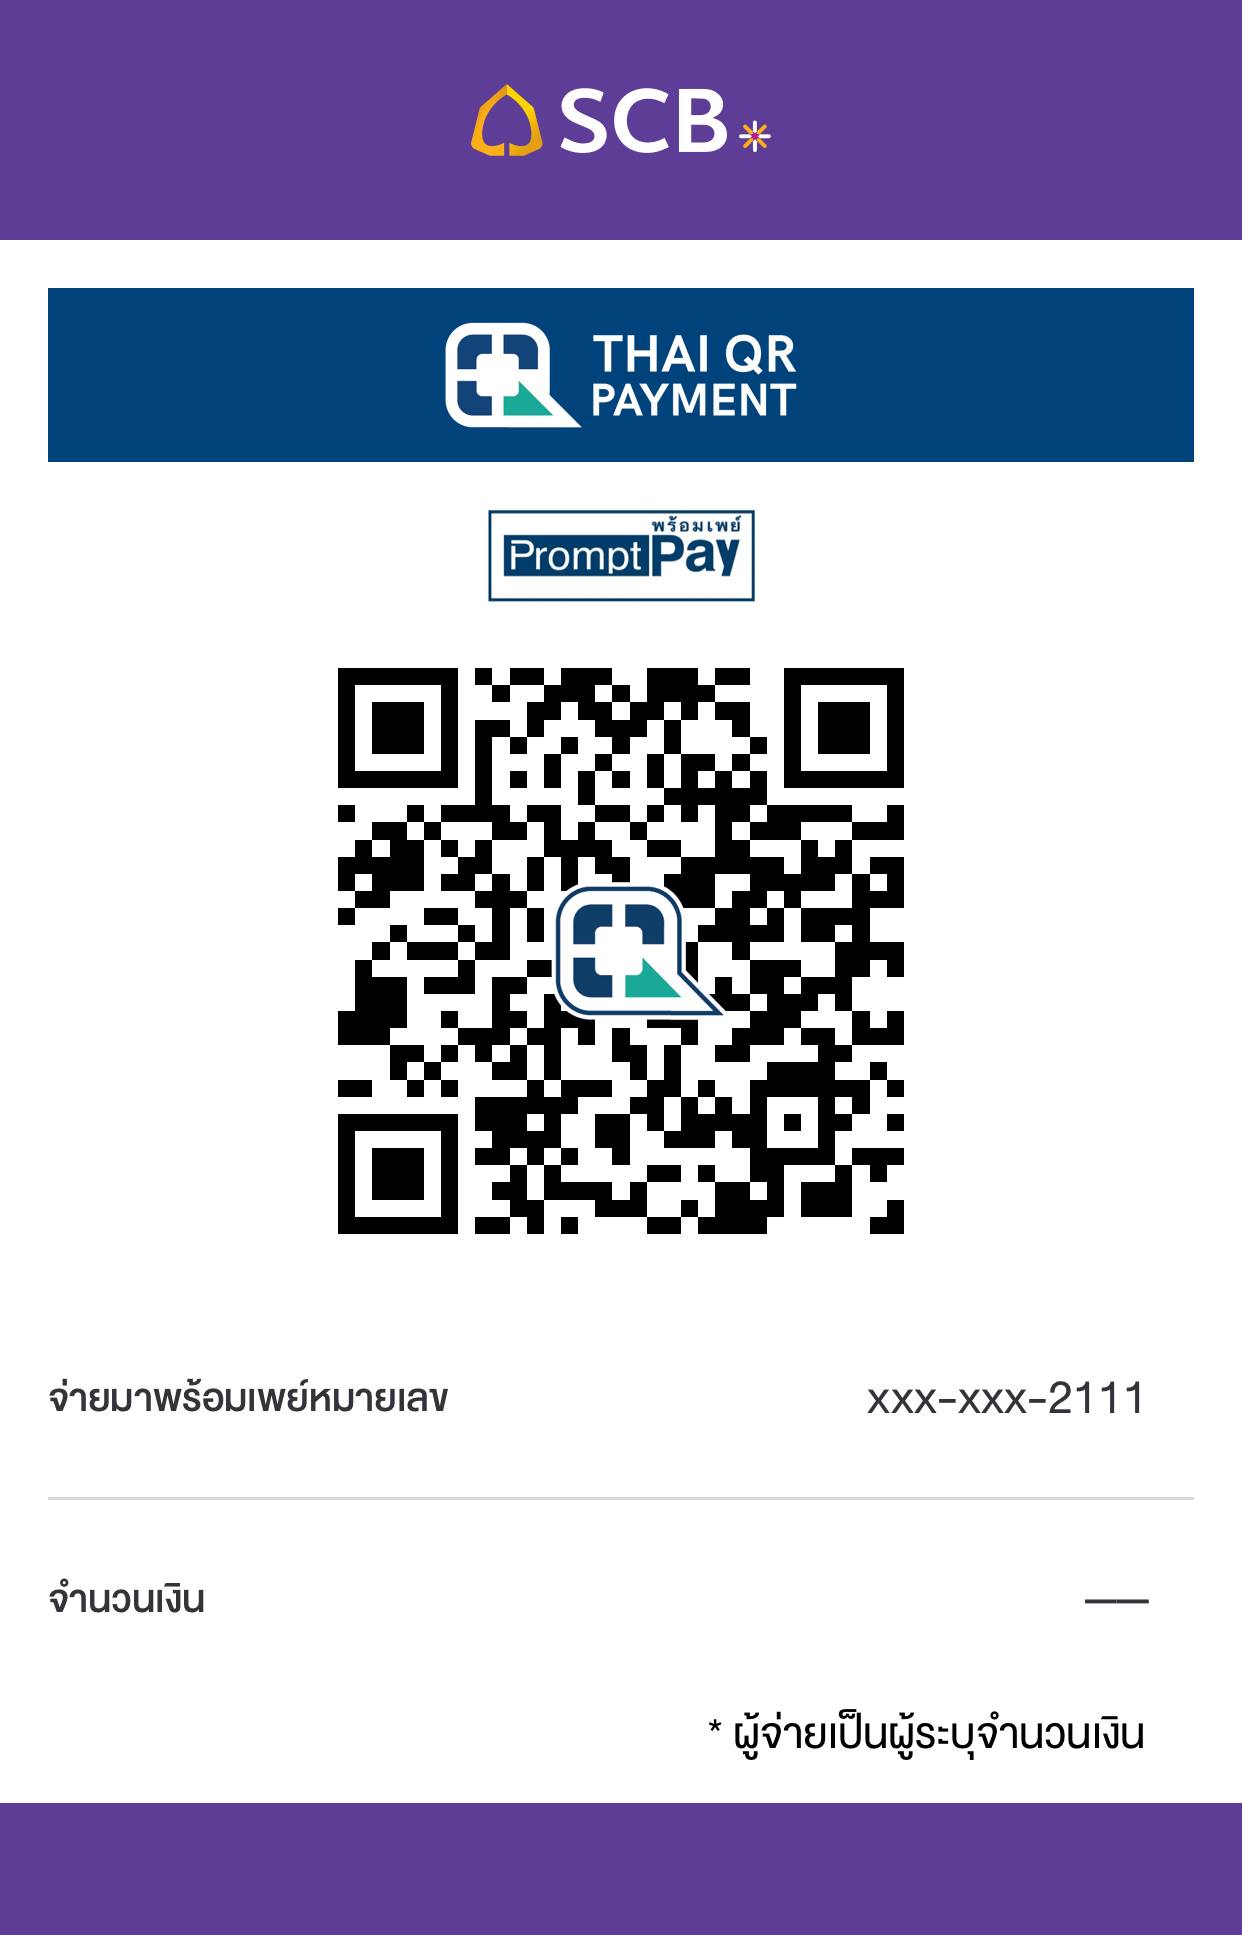 SCB
THAI QR
PAYMENT
พร้อมเพย์
PromptPay
จ่ายมาพร้อมเพย์หมายเลข xxx-xxx-2111
จำนวนเงิน ——
* ผู้จ่ายเป็นผู้ระบุจำนวนเงิน